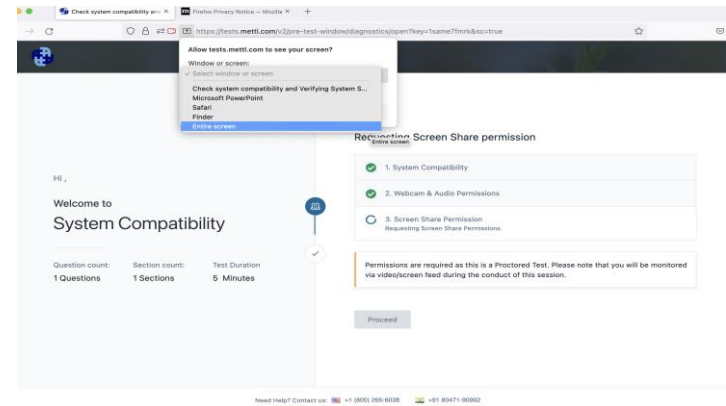 Check system compatibility and
Firefox Privacy Notice — Mozilla
https://tests.mettl.com/v2/pre-test-window/diagnostics/open?key=1same7fmrk&sc=true
Allow tests.mettl.com to see your screen?
Window or screen:
Select window or screen
Check system compatibility and Verifying System S...
Microsoft PowerPoint
Safari
Finder
Entire screen
Requesting Screen Share permission
Entire screen
1. System Compatibility
2. Webcam & Audio Permissions
3. Screen Share Permission
Requesting Screen Share Permissions.
Hi ,
Welcome to
System Compatibility
Question count: Section count: Test Duration
1 Questions 1 Sections 5 Minutes
Permissions are required as this is a Proctored Test. Please note that you will be monitored
via video/screen feed during the conduct of this session.
Proceed
Need Help? Contact us: +1 (800) 265-6038 +91 80471-90902